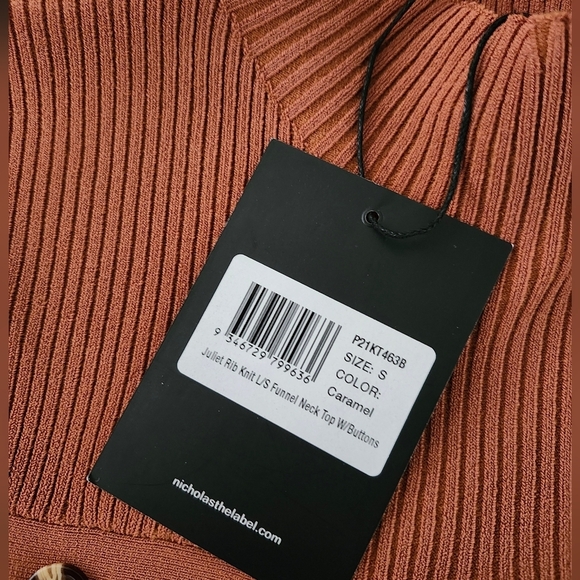 P21KT463B
SIZE: S
COLOR:
Caramel
9 346729 799636
Juliet Rib Knit L/S Funnel Neck Top W/Buttons
nicholasthelabel.com